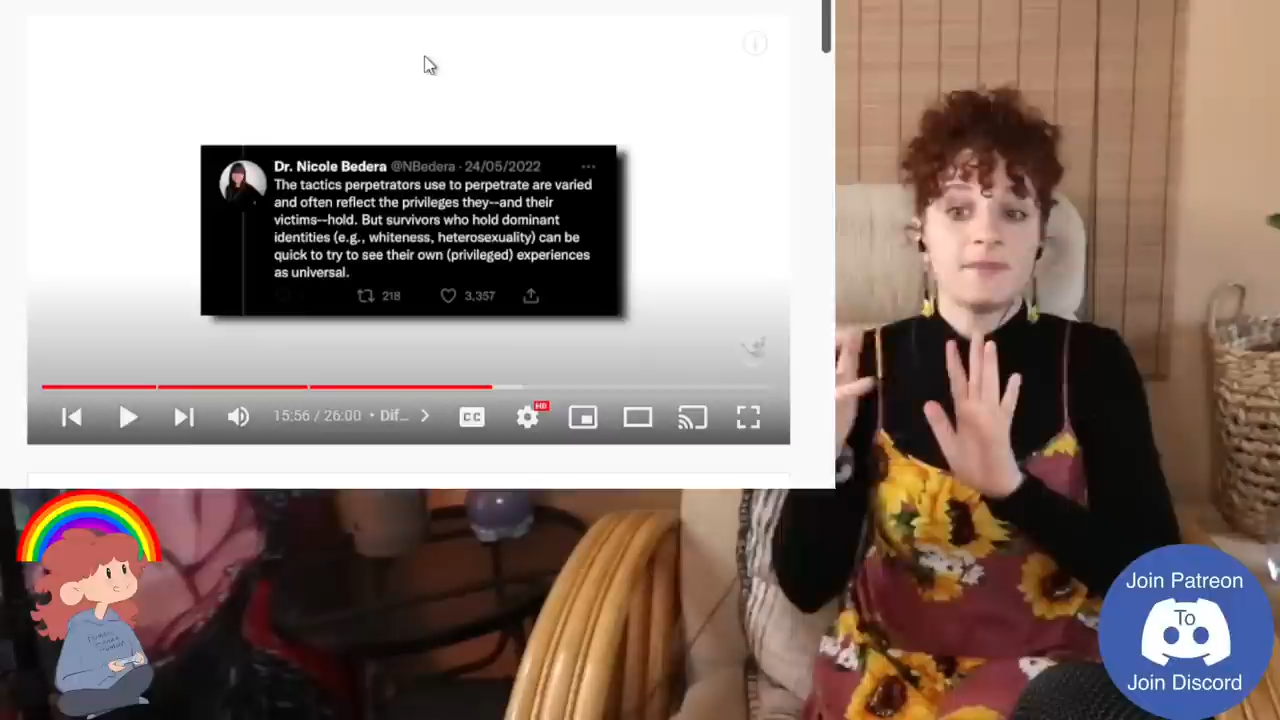 Dr. Nicole Bedera @NBedera · 24/05/2022
The tactics perpetrators use to perpetrate are varied
and often reflect the privileges they--and their
victims--hold. But survivors who hold dominant
identities (e.g., whiteness, heterosexuality) can be
quick to try to see their own (privileged) experiences
as universal.
218 3,357
15:56 / 26:00 • Dif...
CC
HD
Join Patreon
To
Join Discord